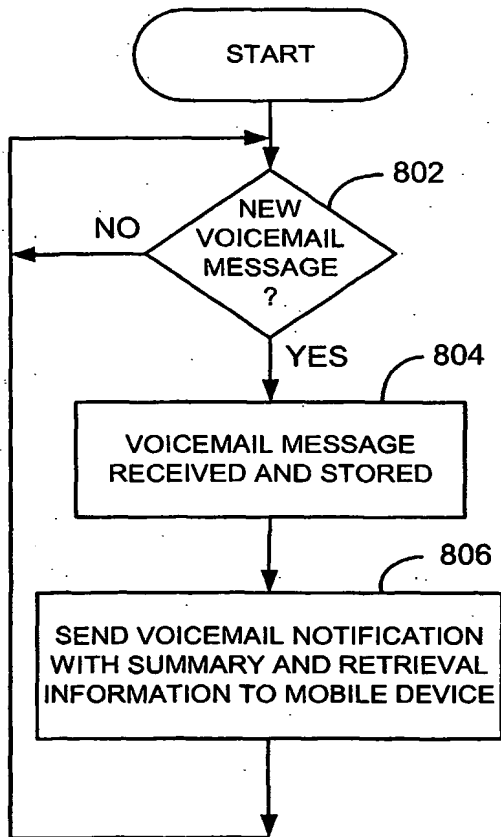 START
802
NEW
VOICEMAIL
MESSAGE
?
NO
YES
804
VOICEMAIL MESSAGE
RECEIVED AND STORED
806
SEND VOICEMAIL NOTIFICATION
WITH SUMMARY AND RETRIEVAL
INFORMATION TO MOBILE DEVICE